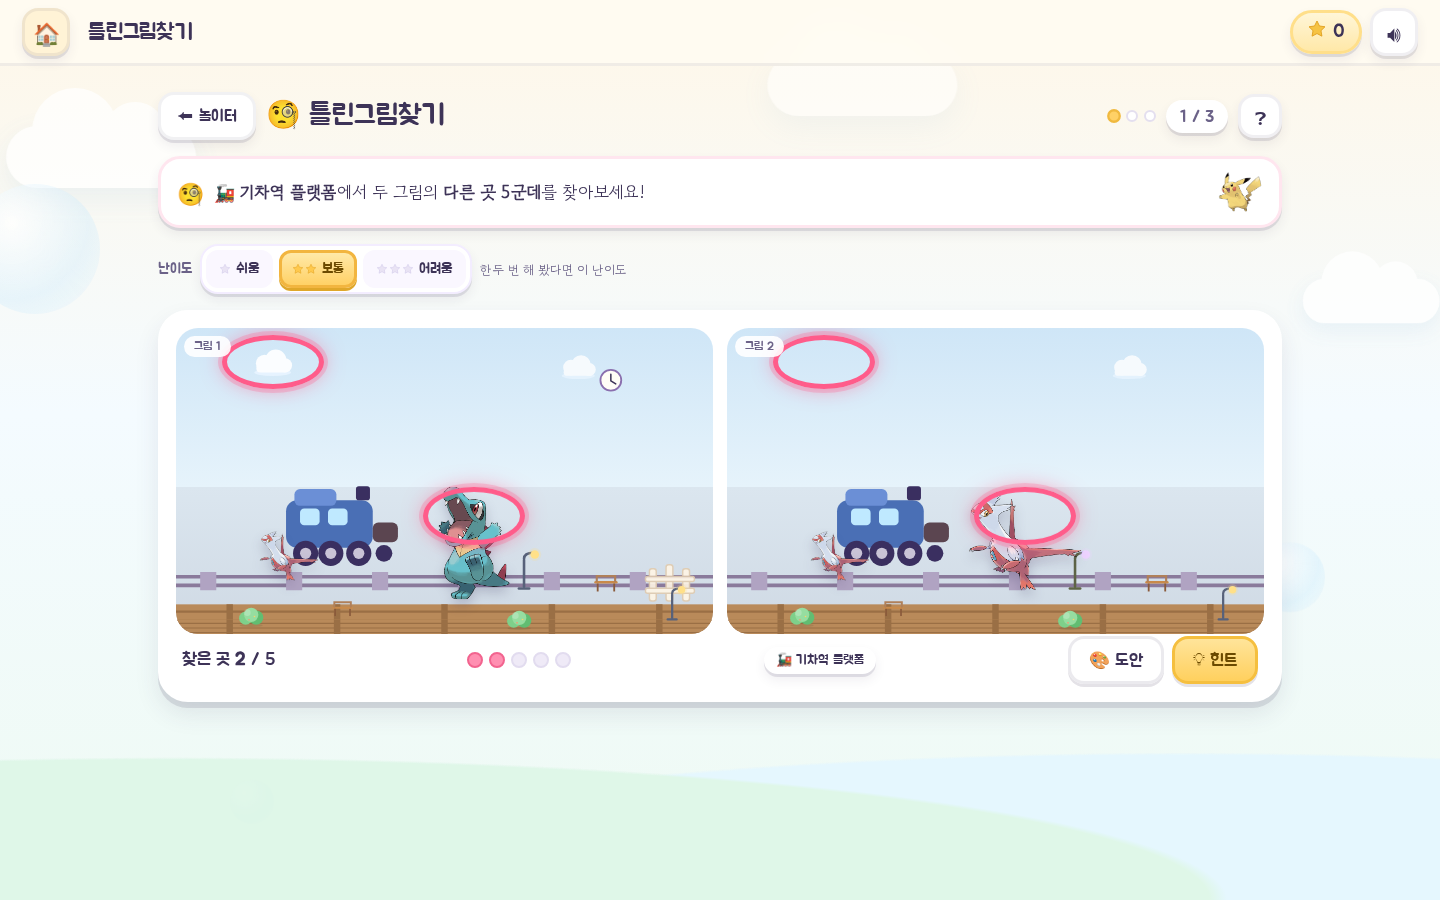 틀린그림찾기
0
놀이터
틀린그림찾기
1 / 3
?
기차역 플랫폼에서 두 그림의 다른 곳 5군데를 찾아보세요!
난이도
쉬움
보통
어려움
한두 번 해 봤다면 이 난이도
그림 1
그림 2
찾은 곳 2 / 5
기차역 플랫폼
도안
힌트